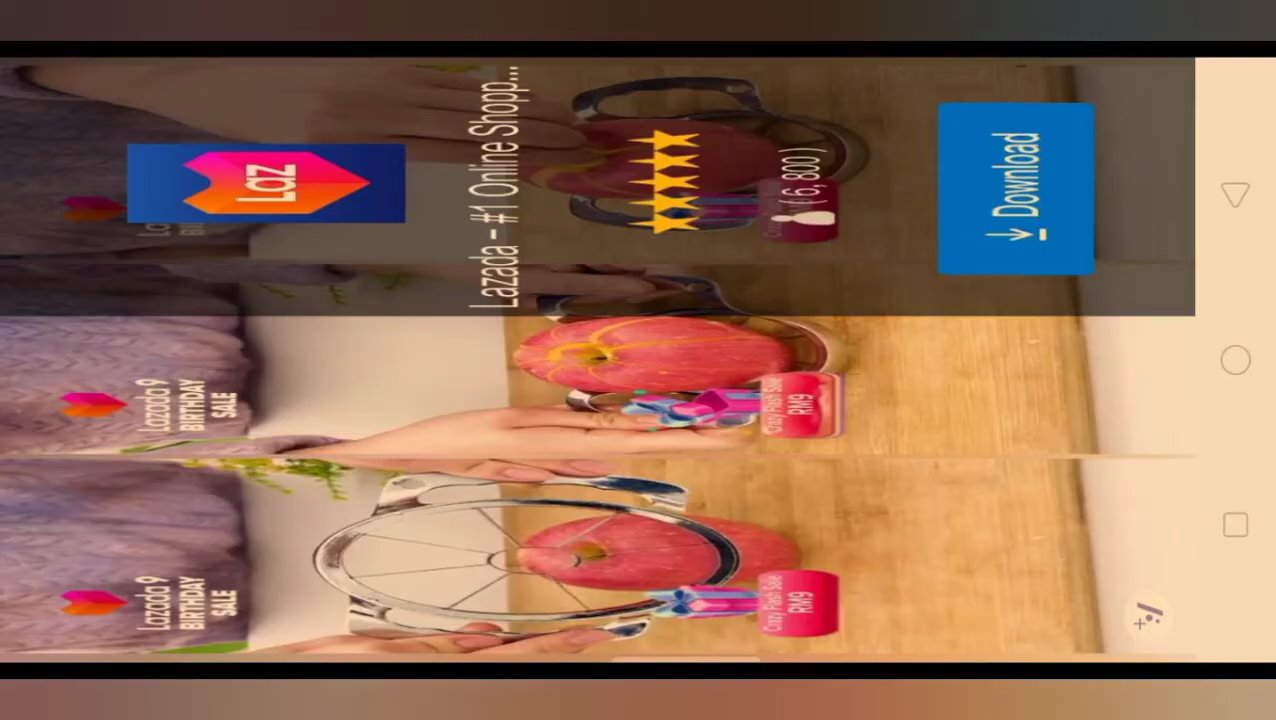 Laz
Lazada - #1 Online Shopp...
( 6,800 )
Download
Lazada 9
BIRTHDAY
SALE
Crazy Flash Sale
RM9
Lazada 9
BIRTHDAY
SALE
Crazy Flash Sale
RM9